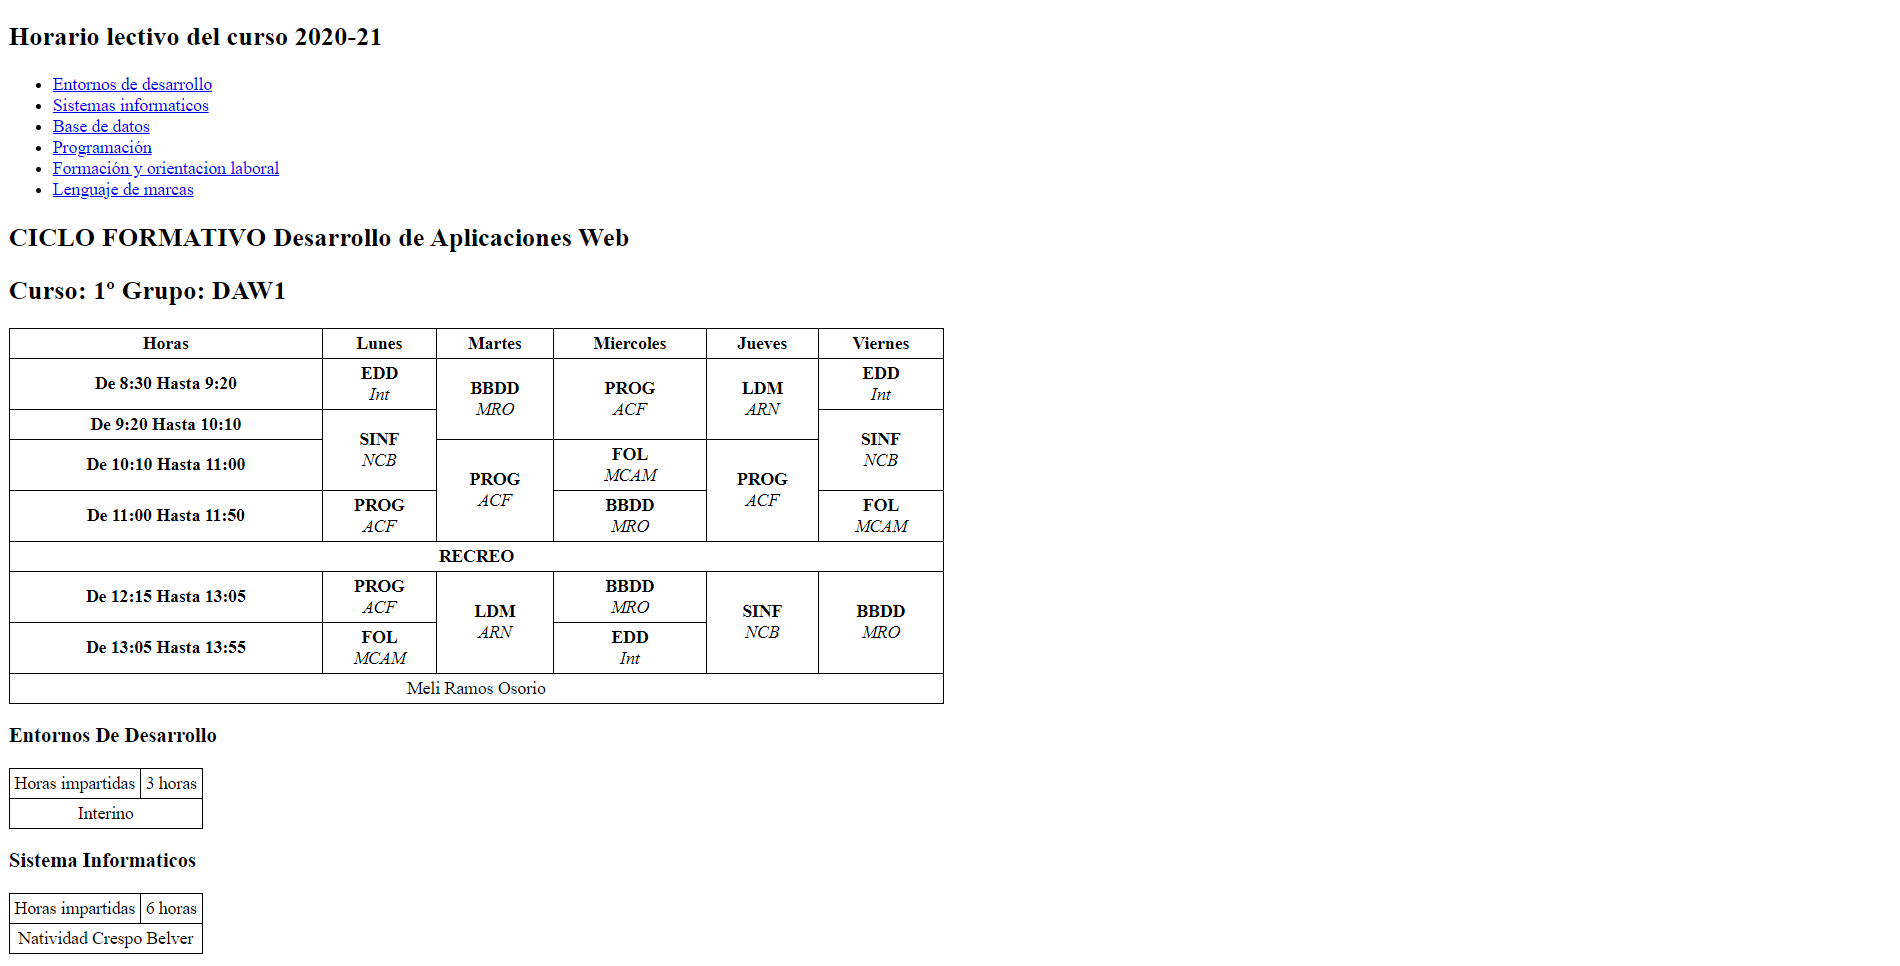 Horario lectivo del curso 2020-21
Entornos de desarrollo
Sistemas informaticos
Base de datos
Programación
Formación y orientacion laboral
Lenguaje de marcas
CICLO FORMATIVO Desarrollo de Aplicaciones Web
Curso: 1º Grupo: DAW1
Horas Lunes Martes Miercoles Jueves Viernes
De 8:30 Hasta 9:20
EDD
Int
BBDD
MRO
PROG
ACF
LDM
ARN
EDD
Int
De 9:20 Hasta 10:10
SINF
NCB
SINF
NCB
De 10:10 Hasta 11:00
PROG
ACF
FOL
MCAM
PROG
ACF
De 11:00 Hasta 11:50
PROG
ACF
BBDD
MRO
FOL
MCAM
RECREO
De 12:15 Hasta 13:05
PROG
ACF
LDM
ARN
BBDD
MRO
SINF
NCB
BBDD
MRO
De 13:05 Hasta 13:55
FOL
MCAM
EDD
Int
Meli Ramos Osorio
Entornos De Desarrollo
Horas impartidas 3 horas
Interino
Sistema Informaticos
Horas impartidas 6 horas
Natividad Crespo Belver